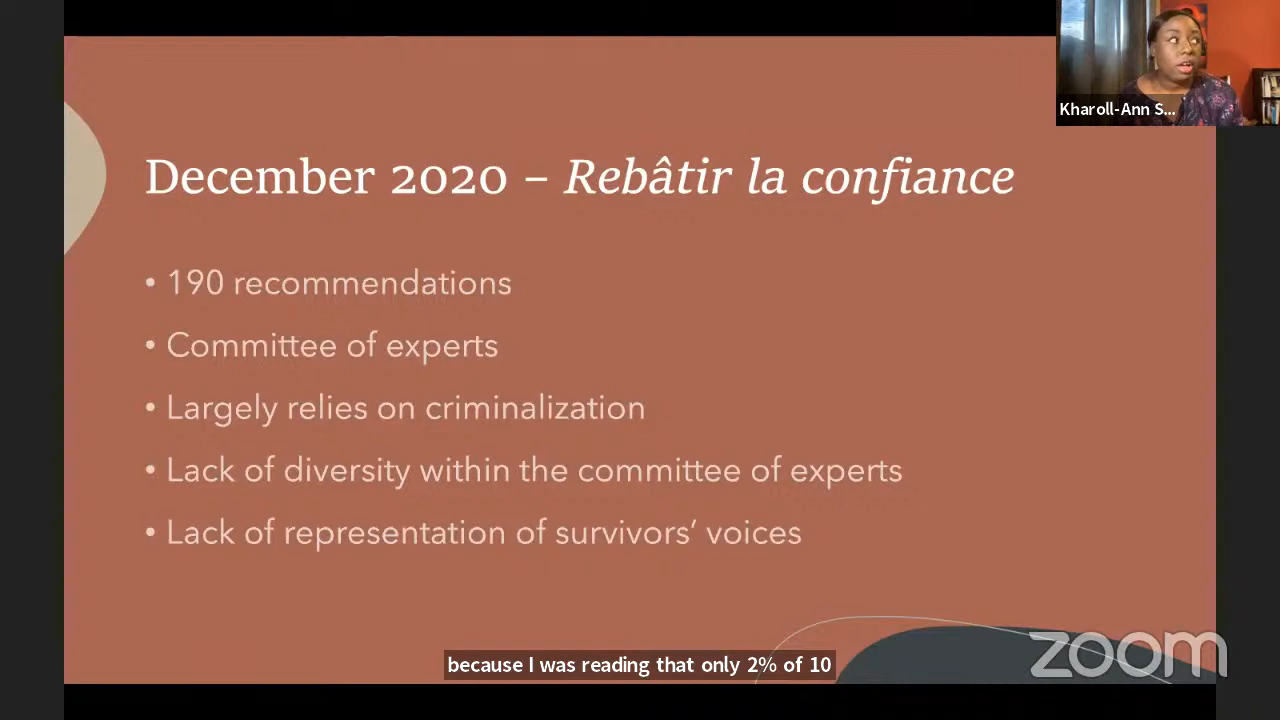 Kharoll-Ann S...
December 2020 – Rebâtir la confiance
• 190 recommendations
• Committee of experts
• Largely relies on criminalization
• Lack of diversity within the committee of experts
• Lack of representation of survivors’ voices
because I was reading that only 2% of 10
zoom